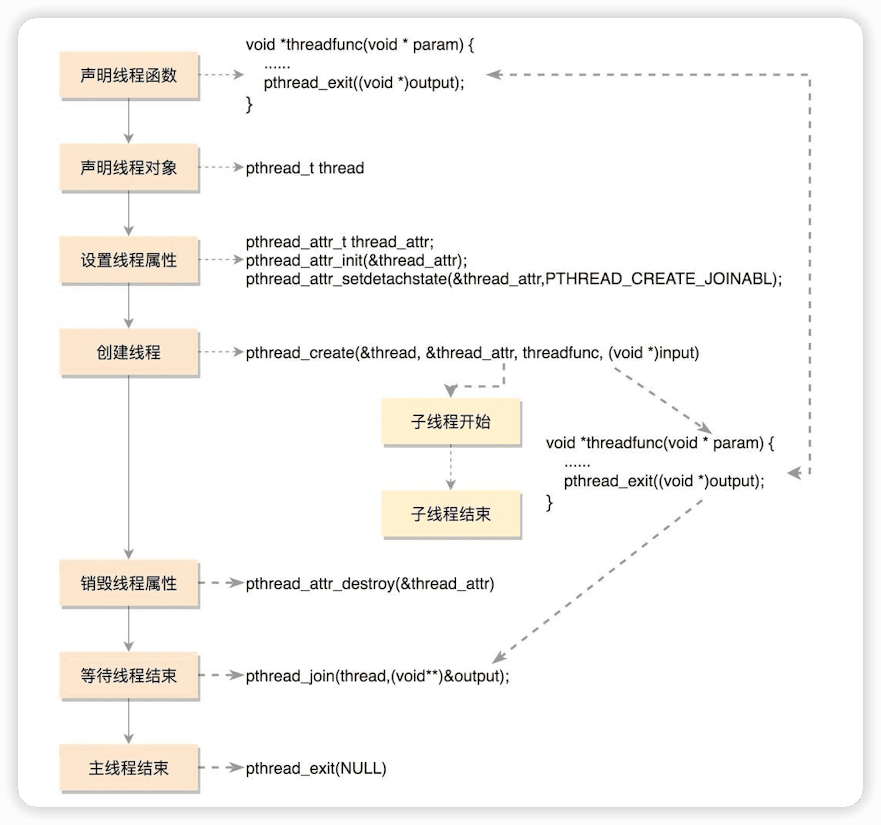 声明线程函数
void *threadfunc(void * param) {
......
pthread_exit((void *)output);
}
声明线程对象
pthread_t thread
设置线程属性
pthread_attr_t thread_attr;
pthread_attr_init(&thread_attr);
pthread_attr_setdetachstate(&thread_attr,PTHREAD_CREATE_JOINABL);
创建线程
pthread_create(&thread, &thread_attr, threadfunc, (void *)input)
子线程开始
void *threadfunc(void * param) {
......
pthread_exit((void *)output);
}
子线程结束
销毁线程属性
pthread_attr_destroy(&thread_attr)
等待线程结束
pthread_join(thread,(void**)&output);
主线程结束
pthread_exit(NULL)